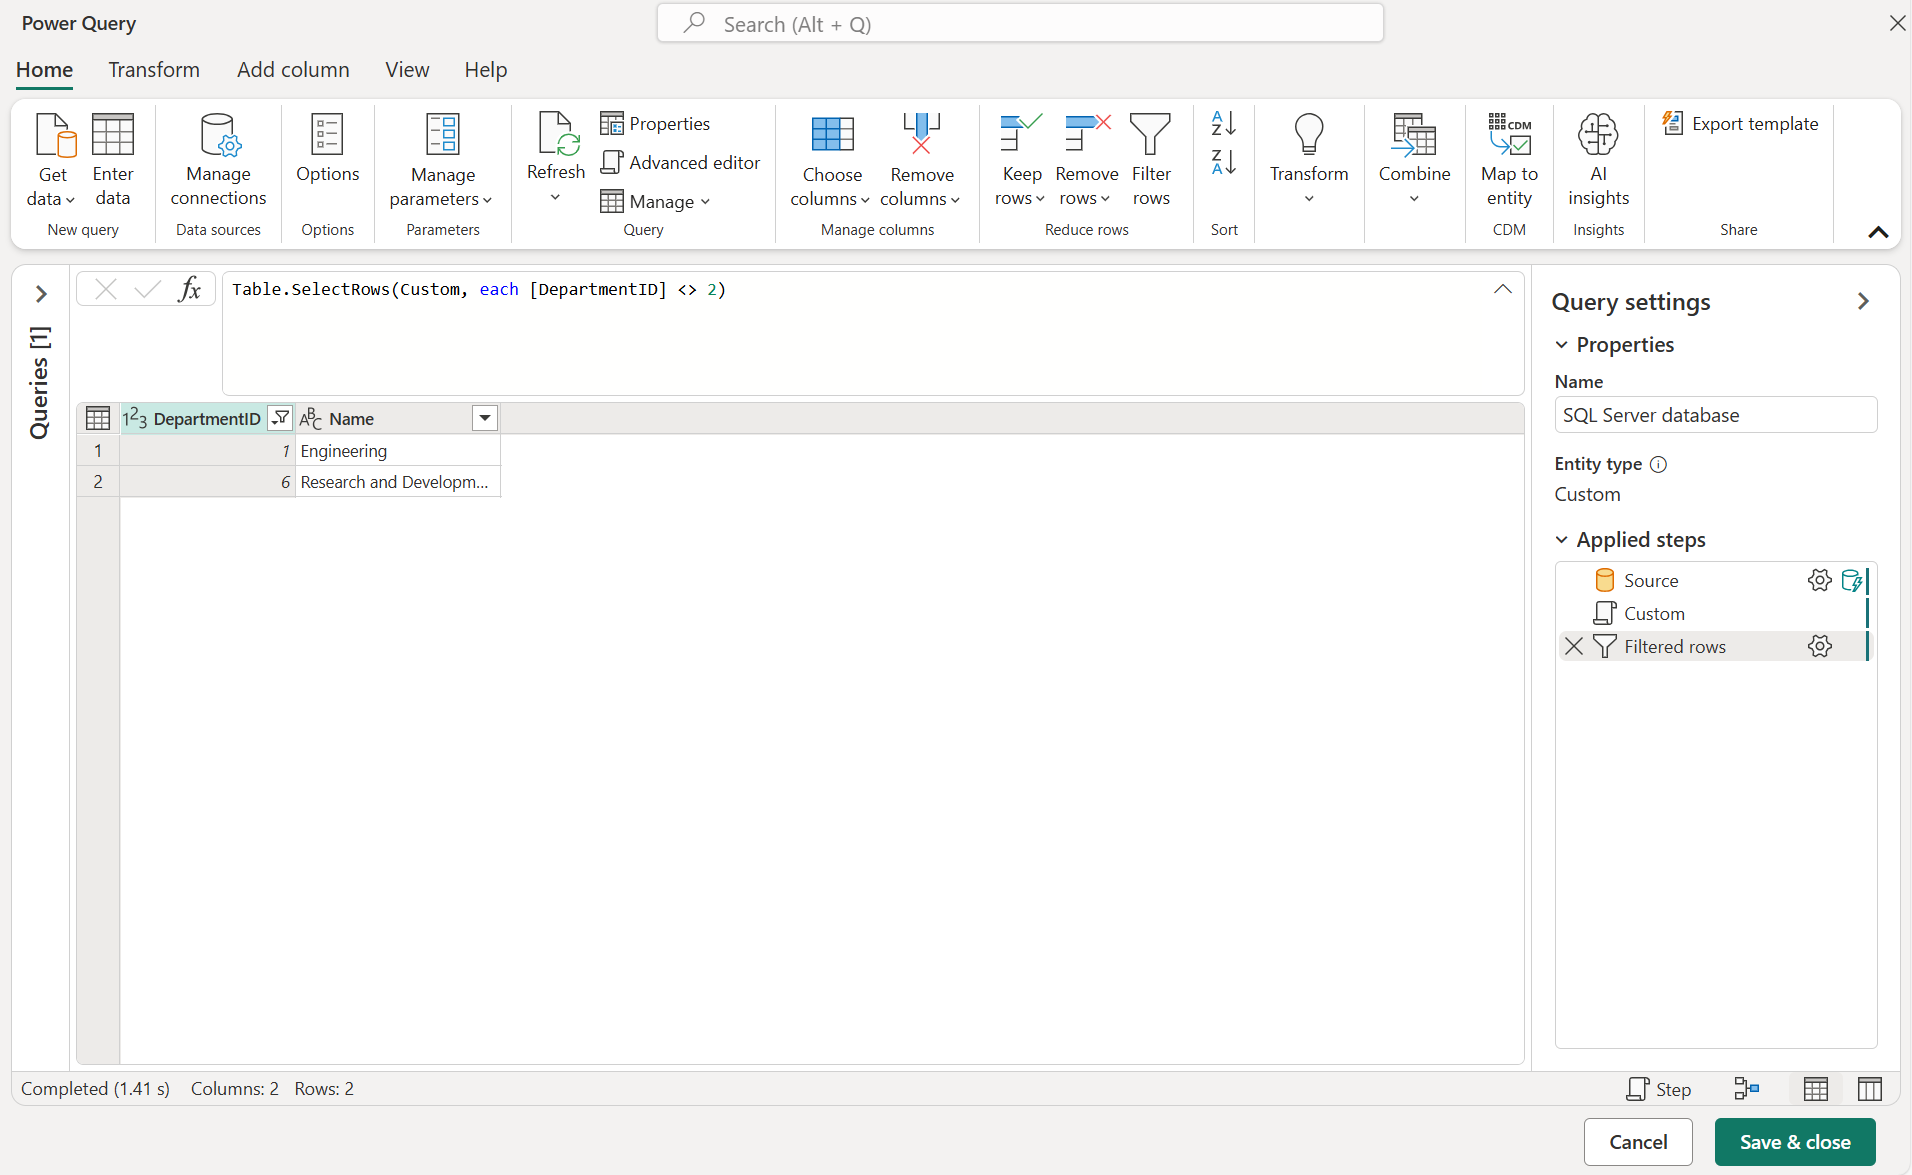 Power Query
Search (Alt + Q)
Home Transform Add column View Help
Get data
Enter data
New query
Manage connections
Data sources
Options
Options
Manage parameters
Parameters
Refresh
Properties
Advanced editor
Manage
Query
Choose columns
Remove columns
Manage columns
Keep rows
Remove rows
Filter rows
Reduce rows
A
Z
Z
A
Sort
Transform
Combine
CDM
Map to entity
CDM
AI insights
Insights
Export template
Share
Queries [1]
fx
Table.SelectRows(Custom, each [DepartmentID] <> 2)
123 DepartmentID ABC Name
1 1 Engineering
2 6 Research and Developm...
Query settings
Properties
Name
SQL Server database
Entity type
Custom
Applied steps
Source
Custom
Filtered rows
Completed (1.41 s) Columns: 2 Rows: 2
Step
Cancel
Save & close